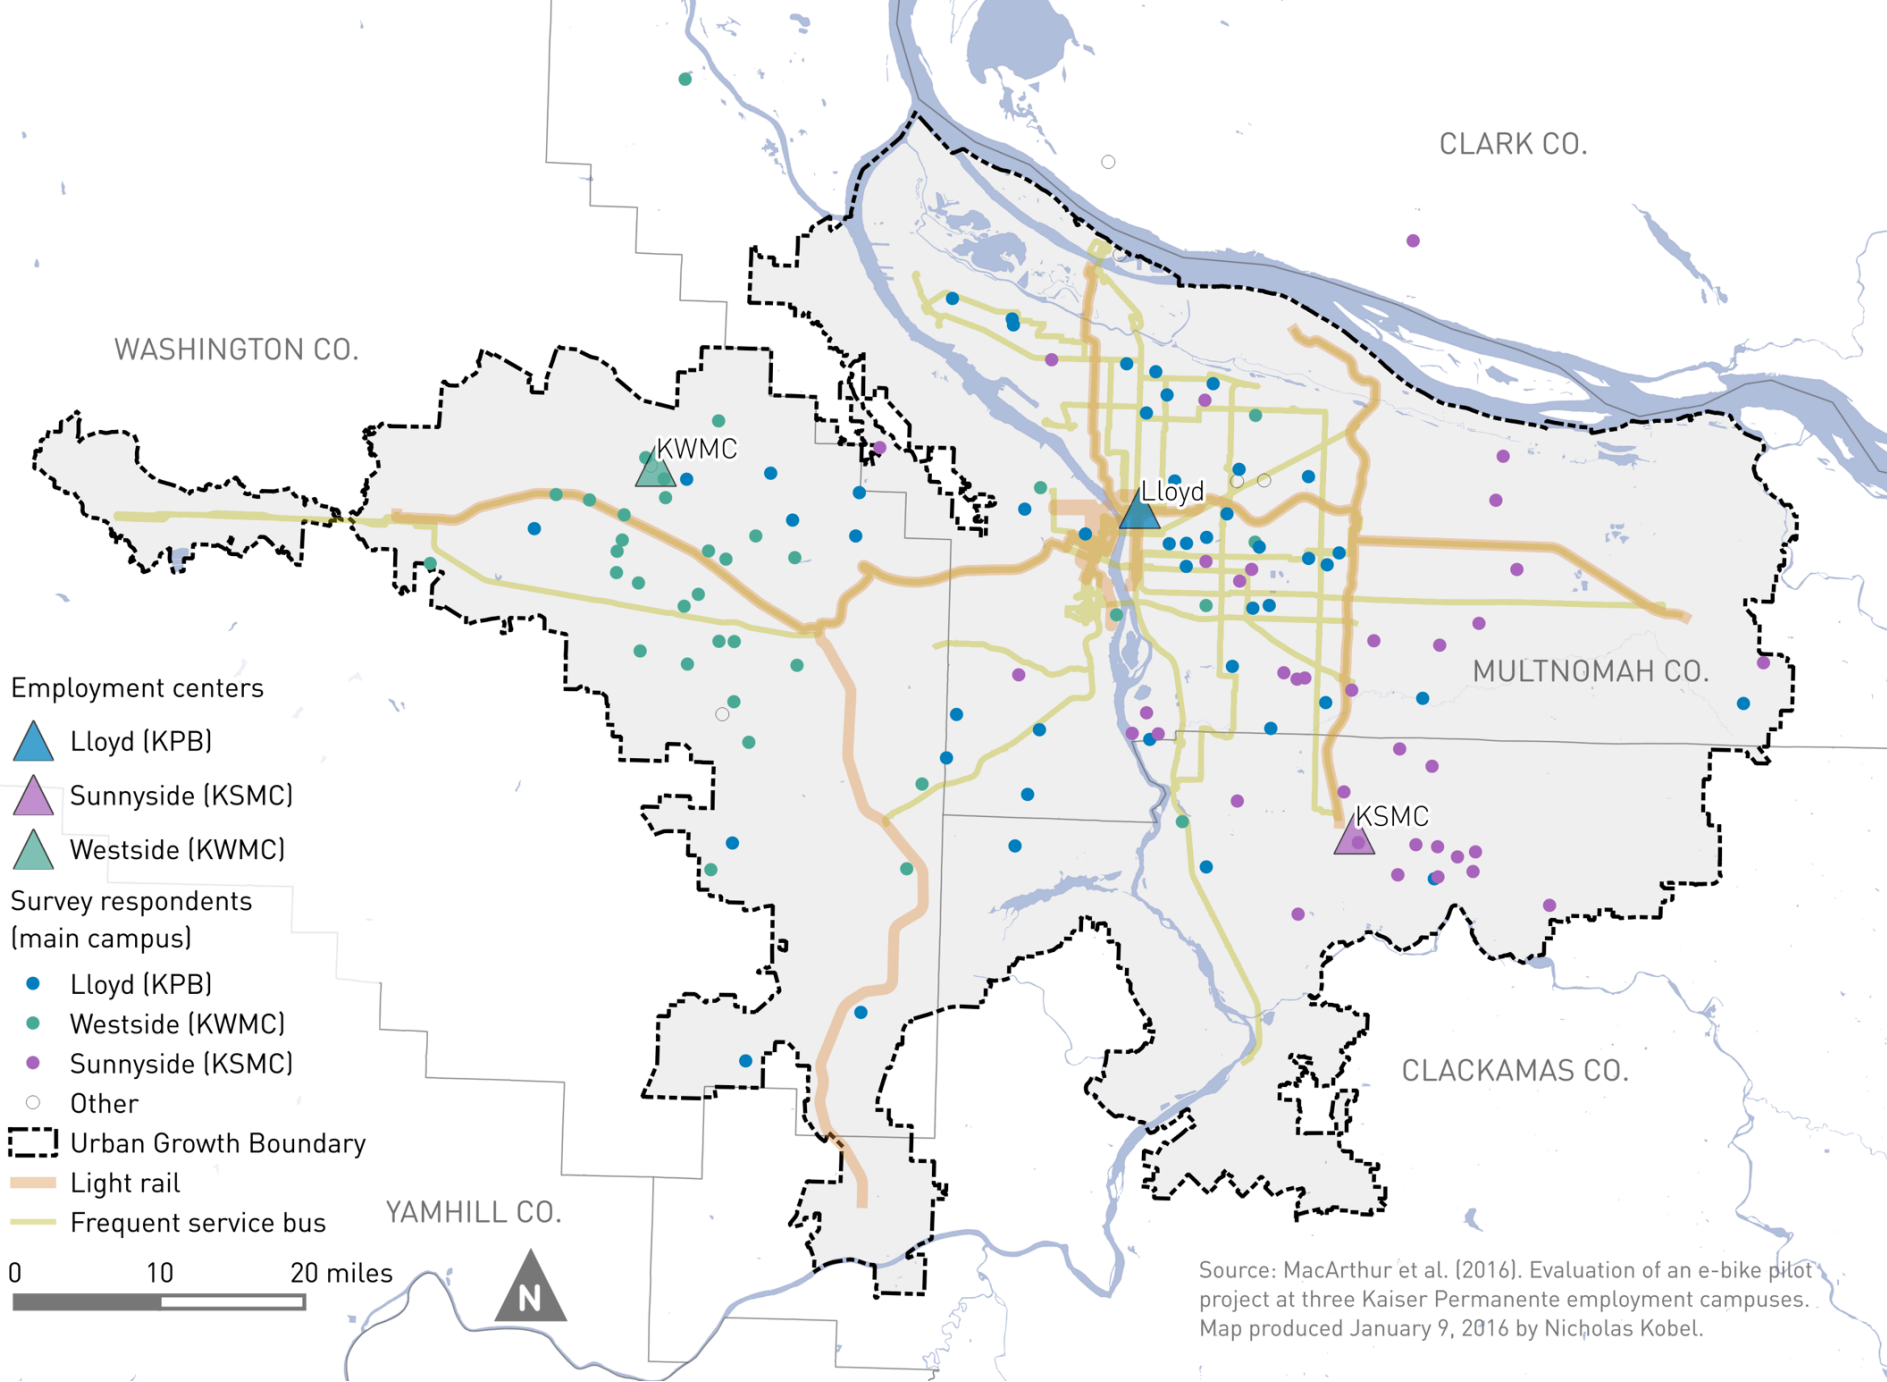 CLARK CO.
WASHINGTON CO.
KWMC
Lloyd
MULTNOMAH CO.
KSMC
CLACKAMAS CO.
YAMHILL CO.
Employment centers
Lloyd (KPB)
Sunnyside (KSMC)
Westside (KWMC)
Survey respondents
(main campus)
Lloyd (KPB)
Westside (KWMC)
Sunnyside (KSMC)
Other
Urban Growth Boundary
Light rail
Frequent service bus
0 10 20 miles
N
Source: MacArthur et al. (2016). Evaluation of an e-bike pilot
project at three Kaiser Permanente employment campuses.
Map produced January 9, 2016 by Nicholas Kobel.